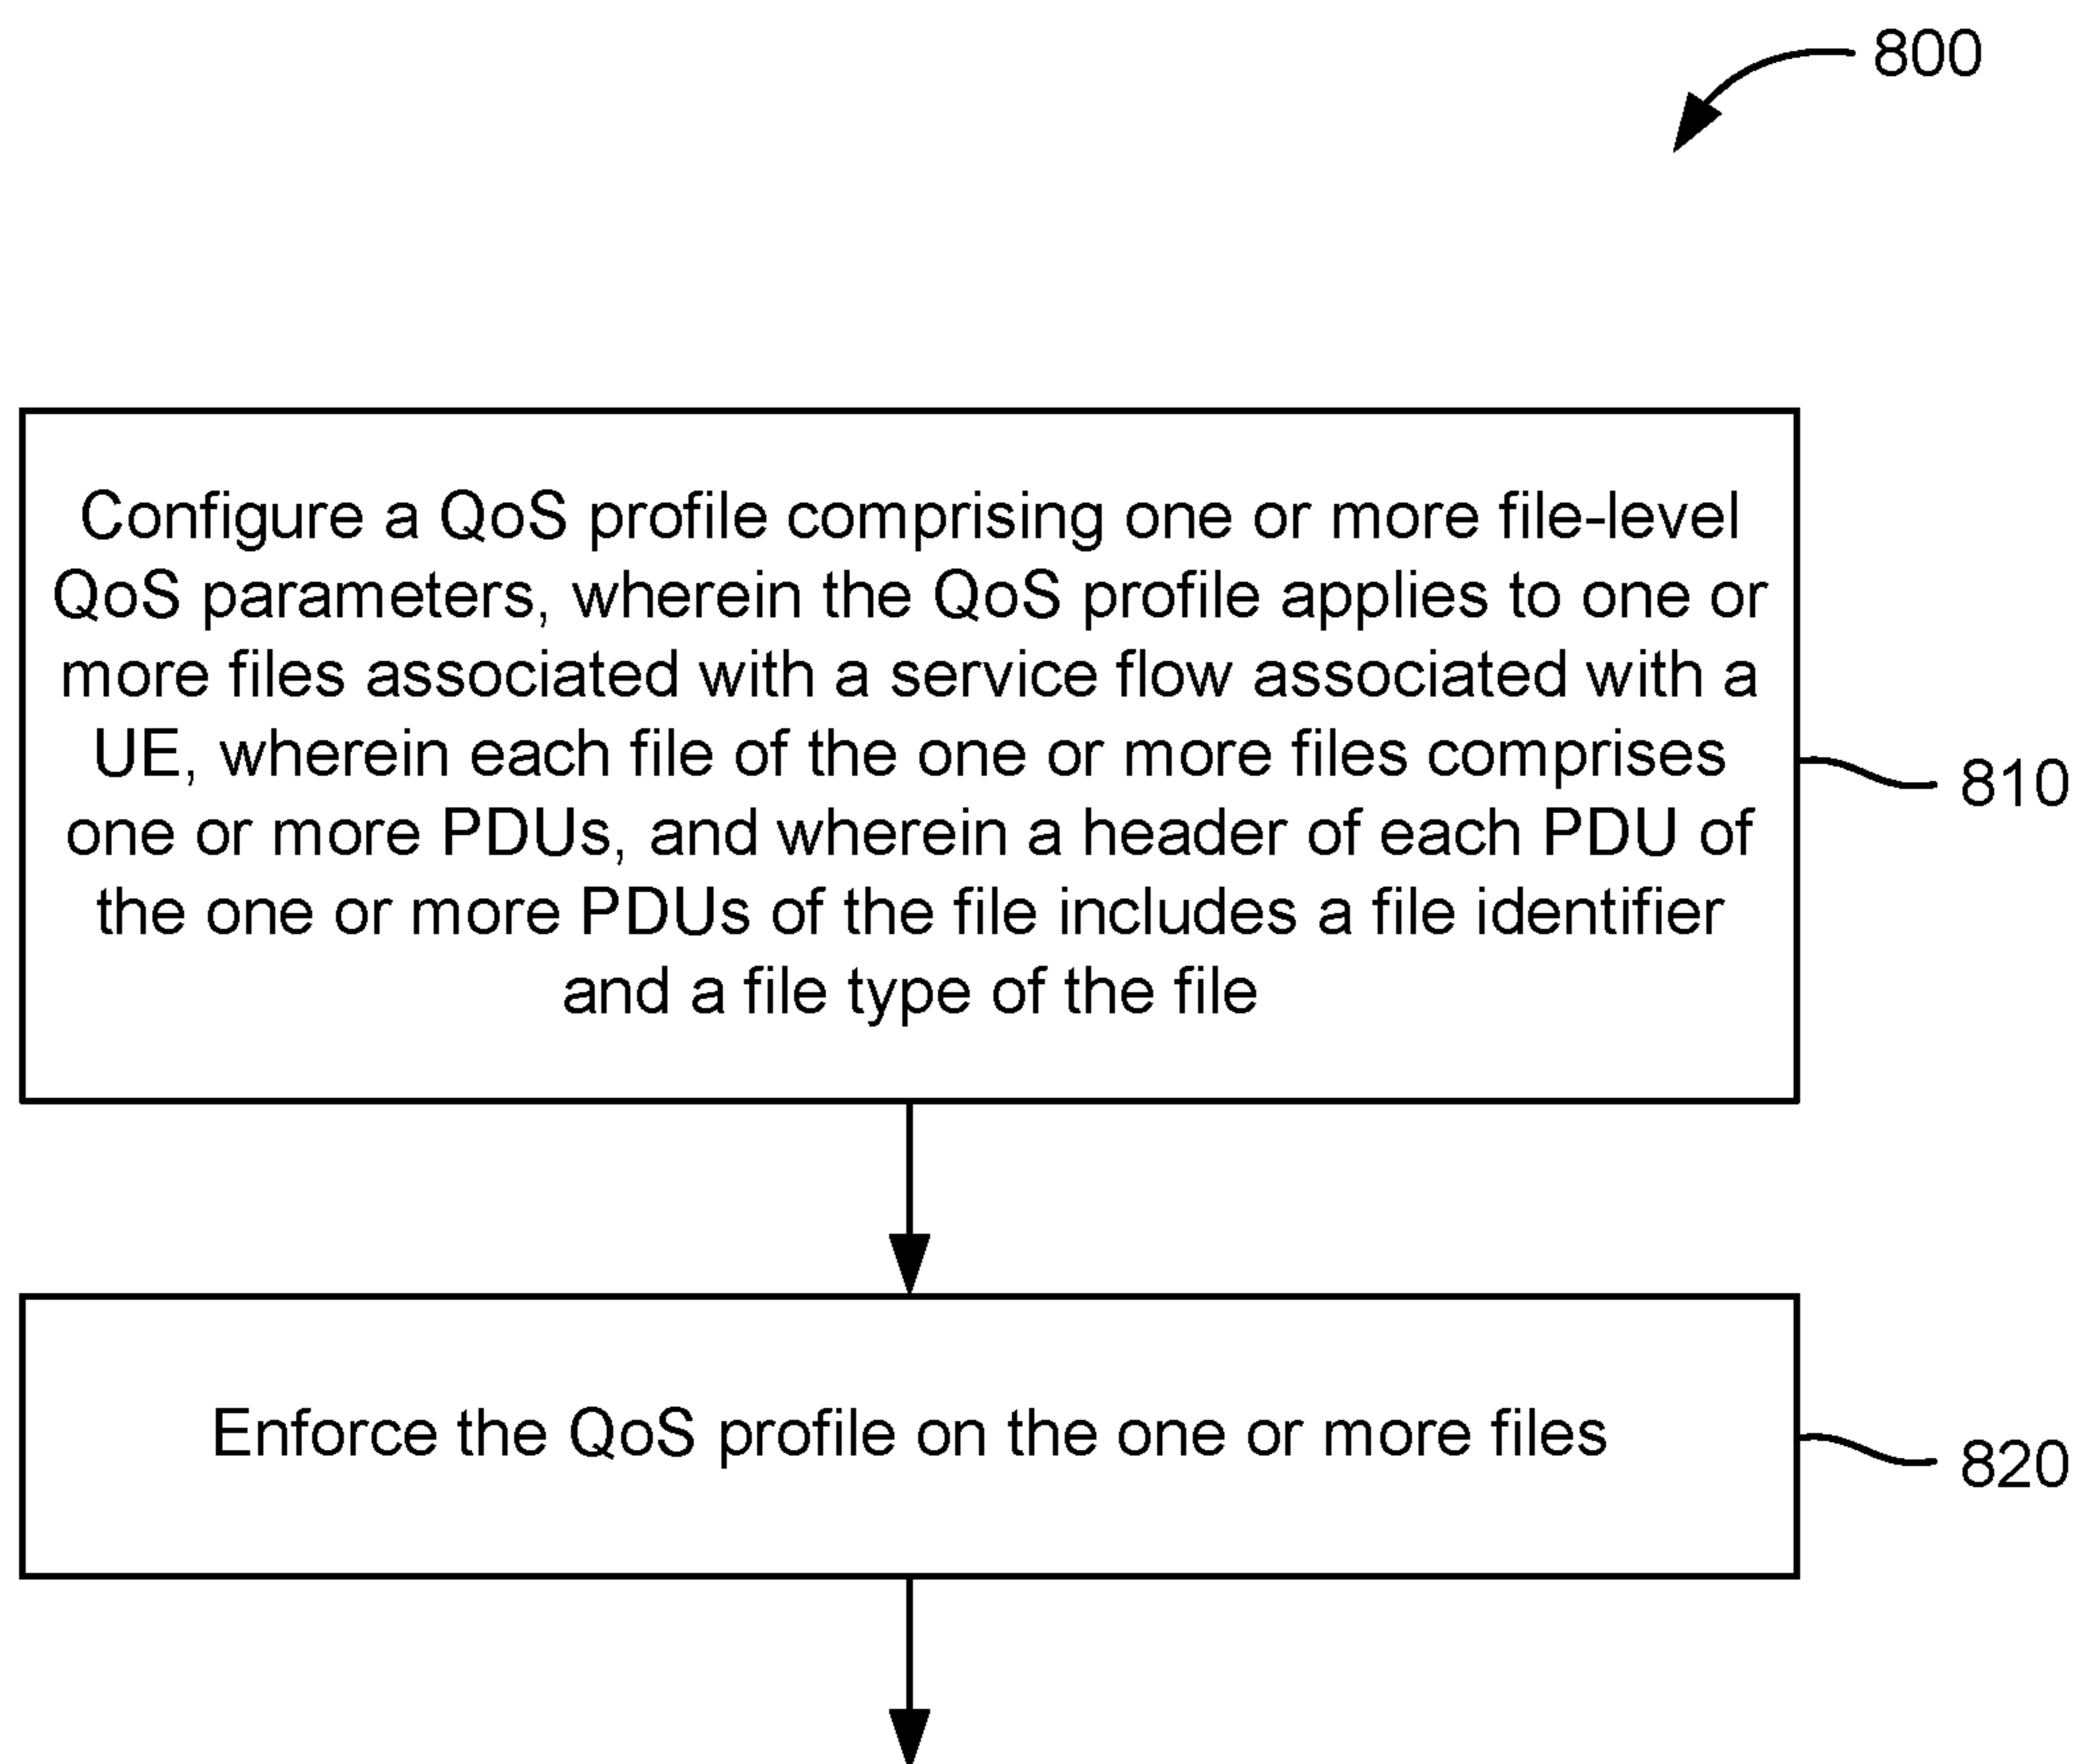 800
Configure a QoS profile comprising one or more file-level
QoS parameters, wherein the QoS profile applies to one or
more files associated with a service flow associated with a
UE, wherein each file of the one or more files comprises
one or more PDUs, and wherein a header of each PDU of
the one or more PDUs of the file includes a file identifier
and a file type of the file
810
Enforce the QoS profile on the one or more files
820